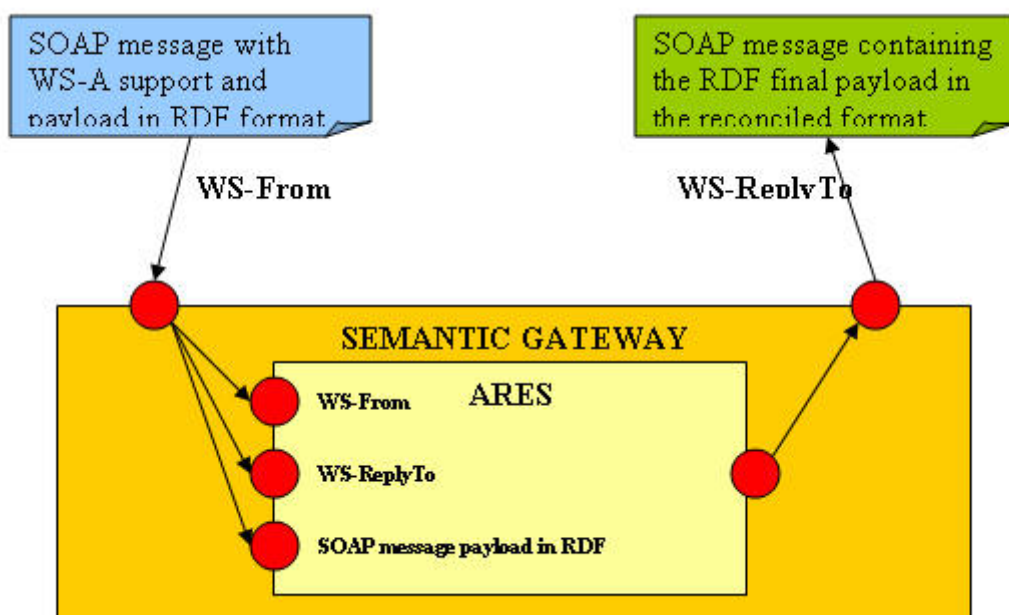 SOAP message with
WS-A support and
payload in RDF format
SOAP message containing
the RDF final payload in
the reconciled format
WS-From
WS-ReplyTo
SEMANTIC GATEWAY
ARES
WS-From
WS-ReplyTo
SOAP message payload in RDF